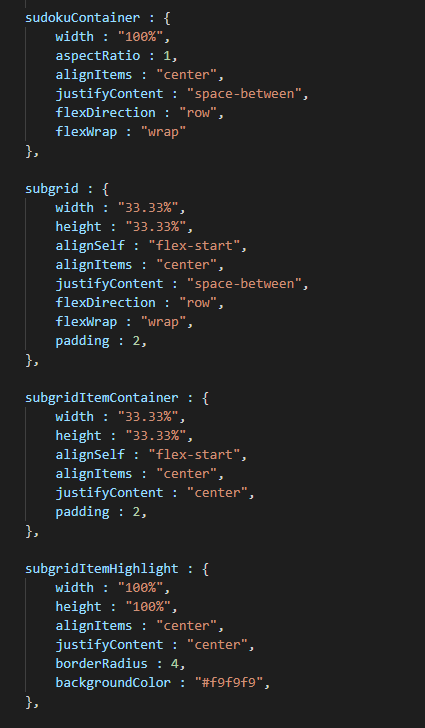 sudokuContainer : {
    width : "100%",
    aspectRatio : 1,
    alignItems : "center",
    justifyContent : "space-between",
    flexDirection : "row",
    flexWrap : "wrap"
},

subgrid : {
    width : "33.33%",
    height : "33.33%",
    alignSelf : "flex-start",
    alignItems : "center",
    justifyContent : "space-between",
    flexDirection : "row",
    flexWrap : "wrap",
    padding : 2,
},

subgridItemContainer : {
    width : "33.33%",
    height : "33.33%",
    alignSelf : "flex-start",
    alignItems : "center",
    justifyContent : "center",
    padding : 2,
},

subgridItemHighlight : {
    width : "100%",
    height : "100%",
    alignItems : "center",
    justifyContent : "center",
    borderRadius : 4,
    backgroundColor : "#f9f9f9",
},